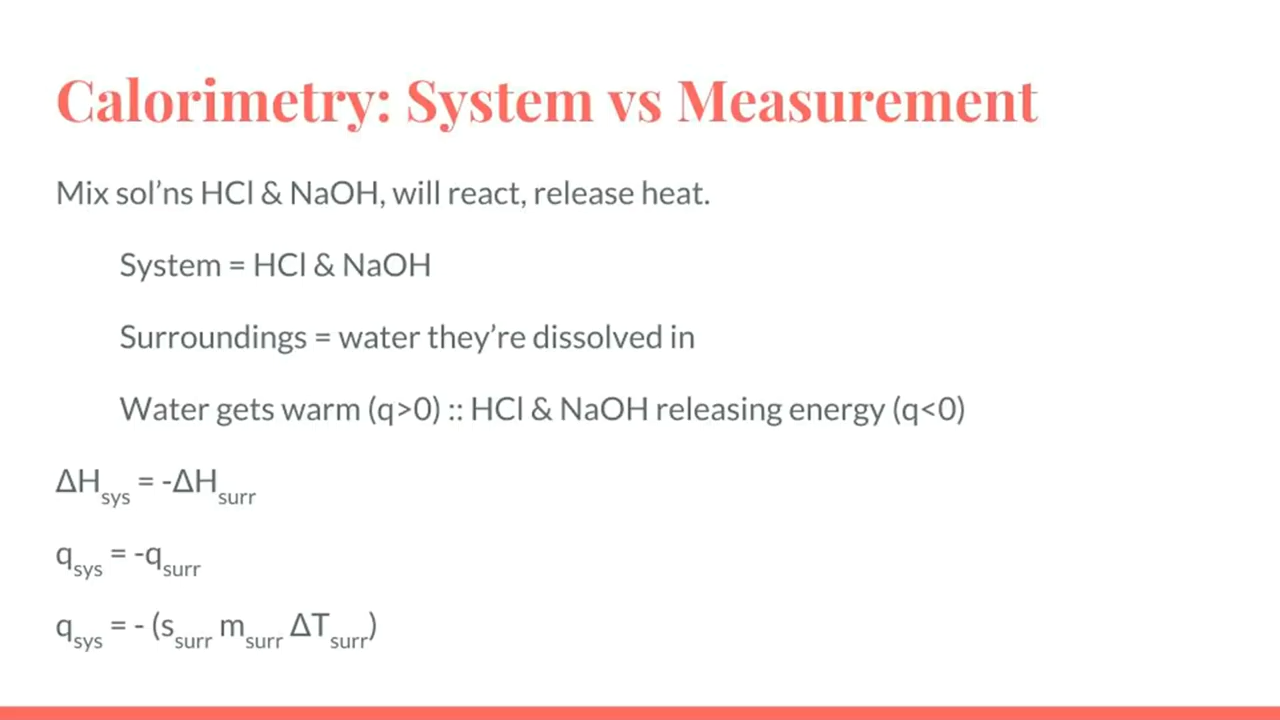 Calorimetry: System vs Measurement
Mix sol’ns HCl & NaOH, will react, release heat.
System = HCl & NaOH
Surroundings = water they’re dissolved in
Water gets warm (q>0) :: HCl & NaOH releasing energy (q<0)
ΔHsys = -ΔHsurr
qsys = -qsurr
qsys = - (ssurr msurr ΔTsurr)